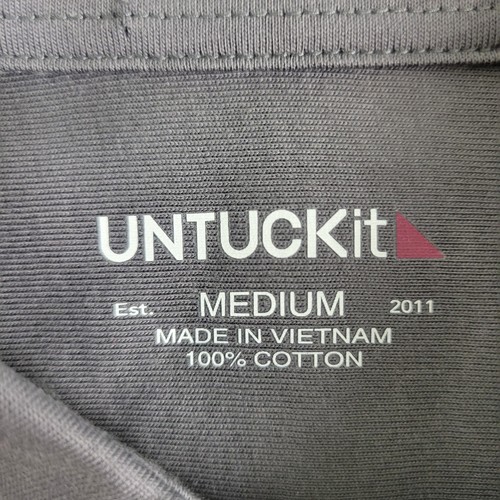 UNTUCKit
Est. MEDIUM 2011
MADE IN VIETNAM
100% COTTON